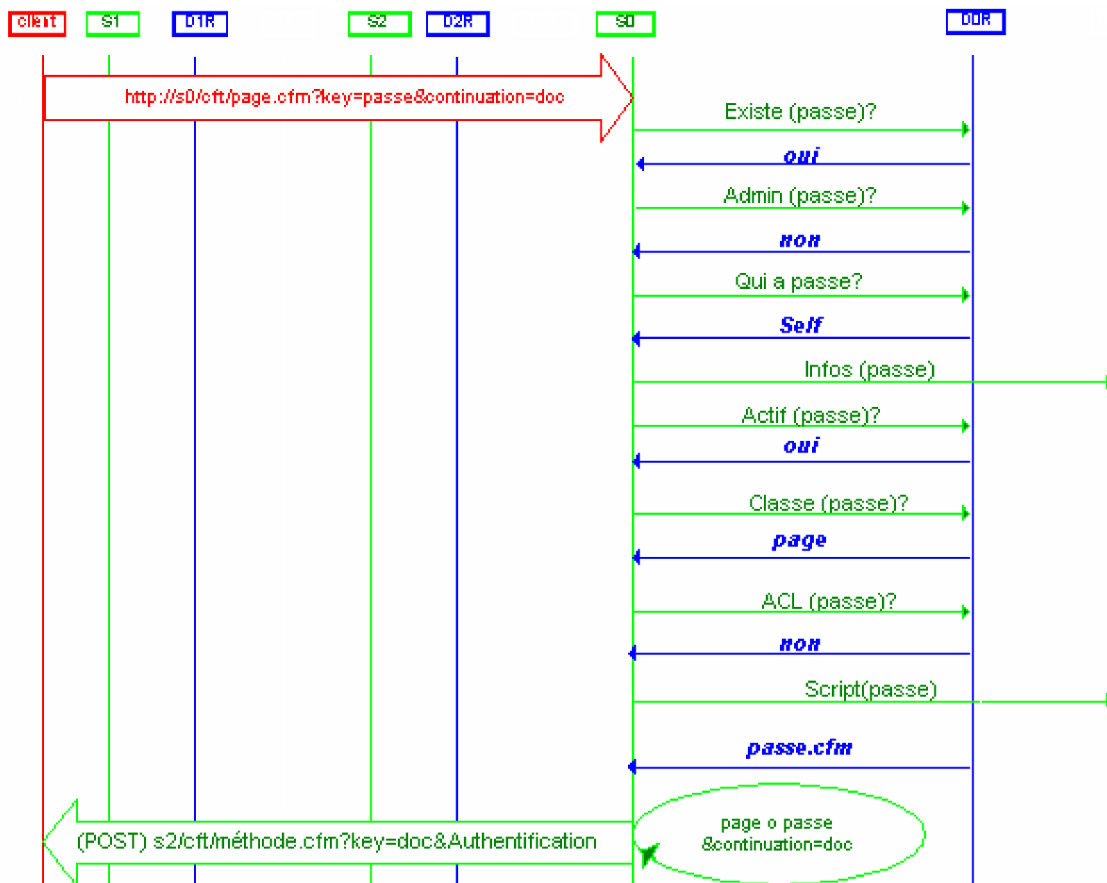 client S1 D1R S2 D2R S0 D0R
http://s0/cft/page.cfm?key=passe&continuation=doc
Existe (passe)?
oui
Admin (passe)?
non
Qui a passe?
Self
Infos (passe)
Actif (passe)?
oui
Classe (passe)?
page
ACL (passe)?
non
Script(passe)
passe.cfm
(POST) s2/cft/méthode.cfm?key=doc&Authentification
page o passe
&continuation=doc